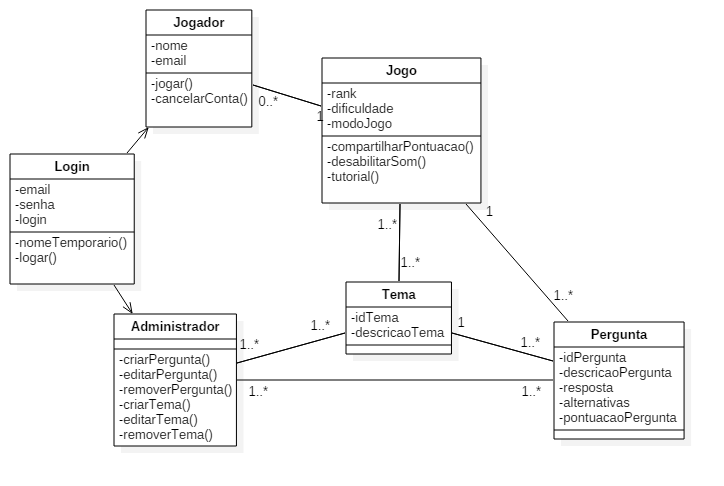 Jogador
-nome
-email
-jogar()
-cancelarConta()
0..*
1
Jogo
-rank
-dificuldade
-modoJogo
-compartilharPontuacao()
-desabilitarSom()
-tutorial()
Login
-email
-senha
-login
-nomeTemporario()
-logar()
1..*
1
1..*
1..*
Tema
-idTema
-descricaoTema
Administrador
-criarPergunta()
-editarPergunta()
-removerPergunta()
-criarTema()
-editarTema()
-removerTema()
1..*
1..*
1
1..*
1..*
1..*
Pergunta
-idPergunta
-descricaoPergunta
-resposta
-alternativas
-pontuacaoPergunta